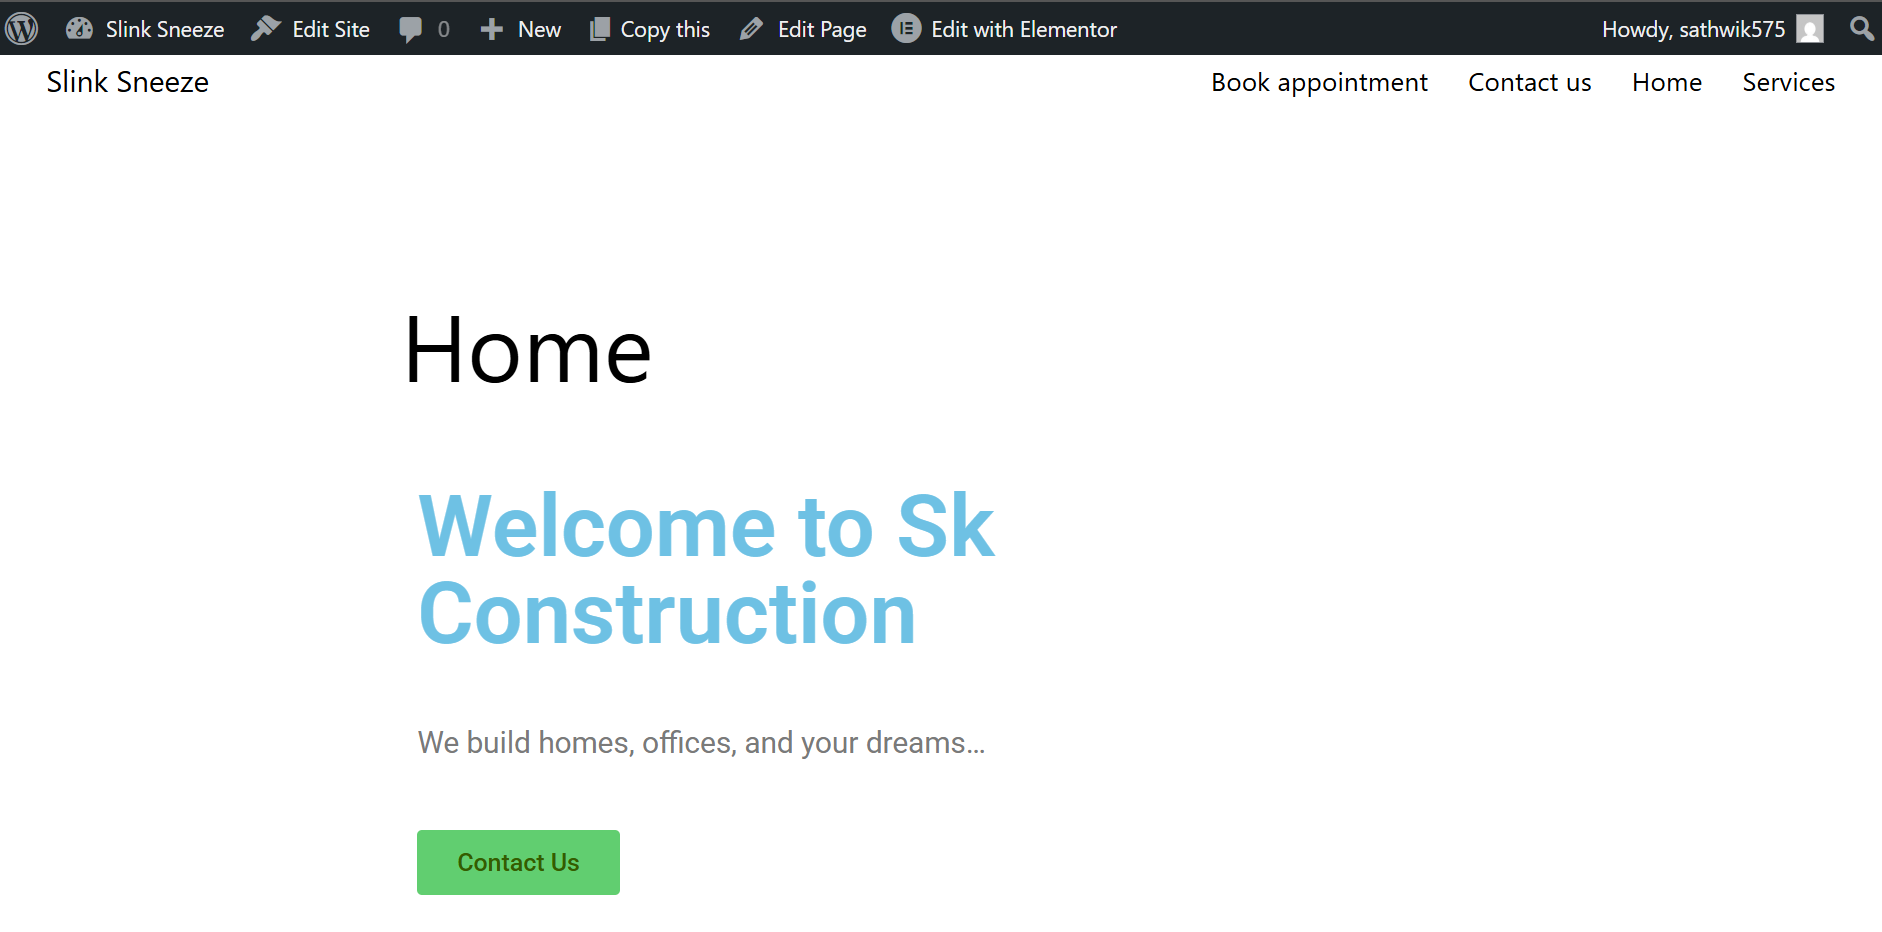 Slink Sneeze Edit Site 0 New Copy this Edit Page Edit with Elementor Howdy, sathwik575
Slink Sneeze Book appointment Contact us Home Services
Home
Welcome to Sk
Construction
We build homes, offices, and your dreams...
Contact Us